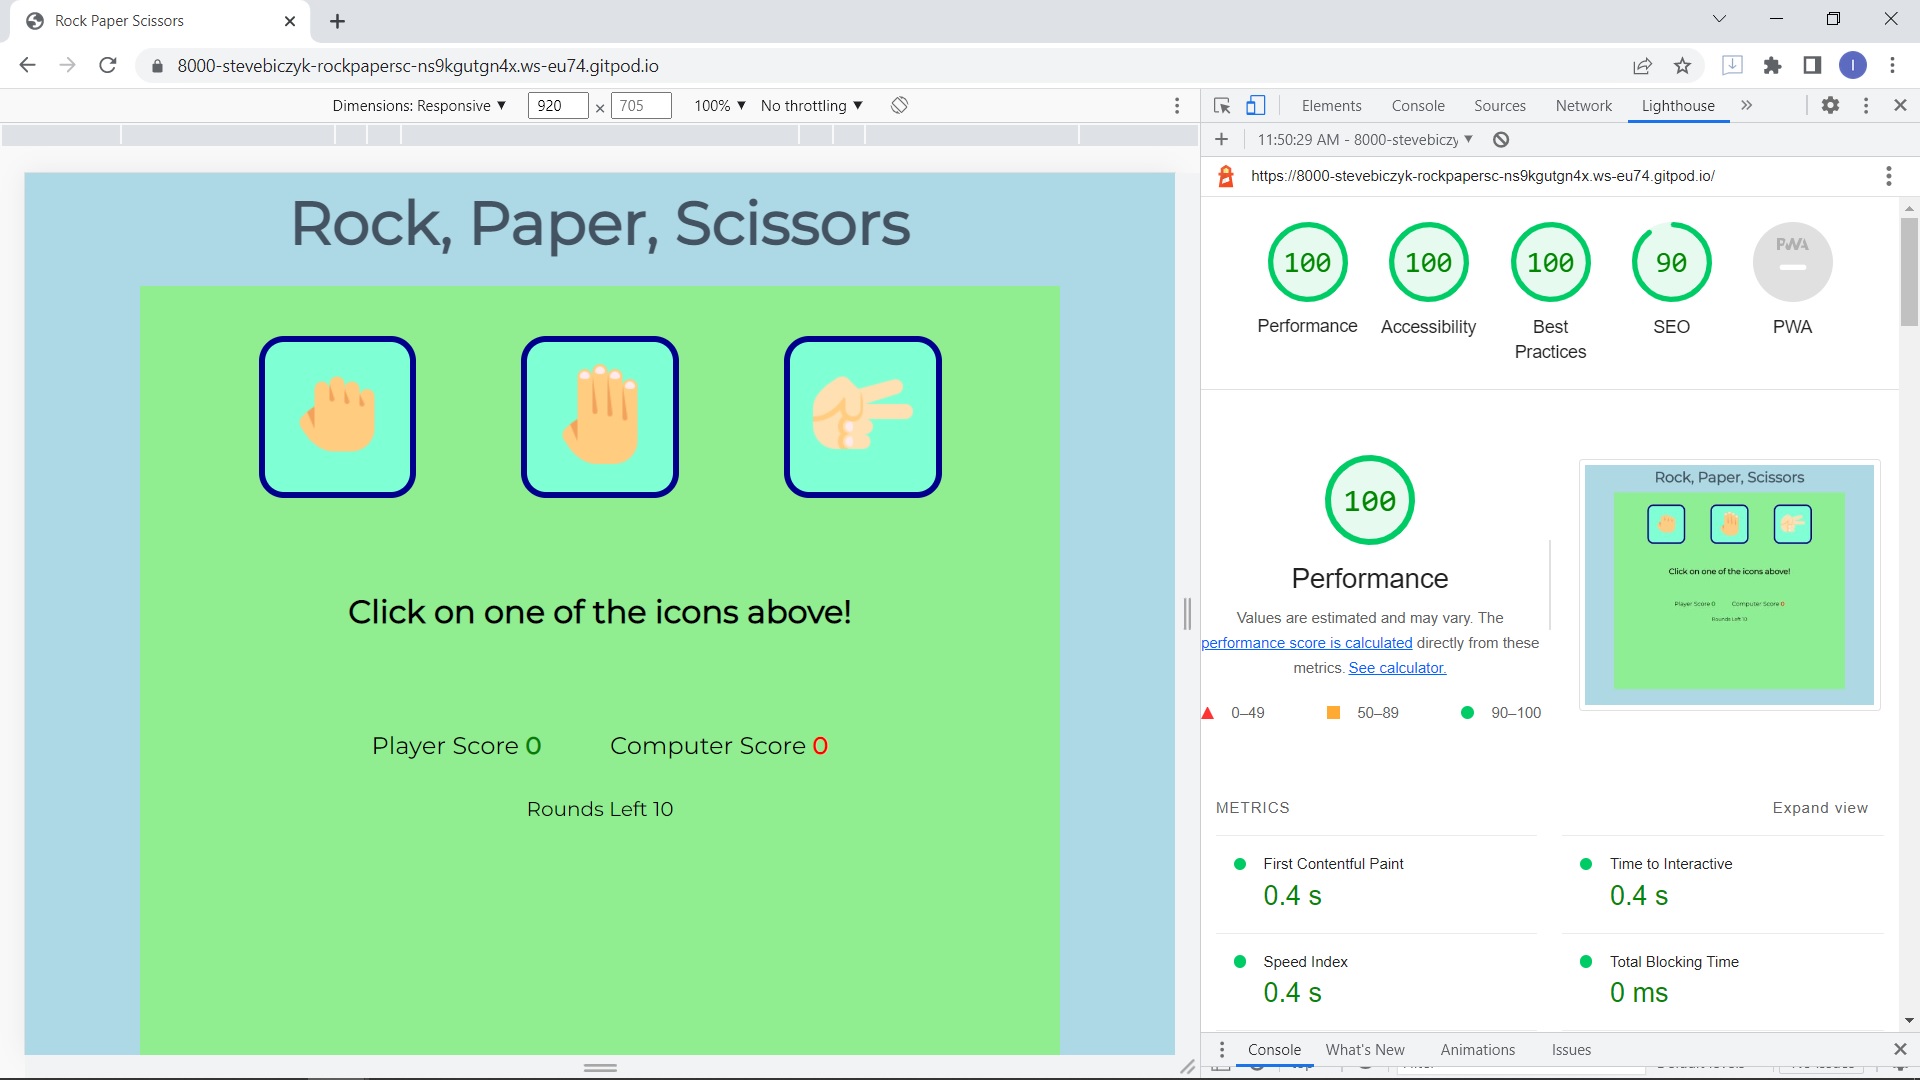 Rock Paper Scissors
8000-stevebiczyk-rockpapersc-ns9kgutgn4x.ws-eu74.gitpod.io
I
Dimensions: Responsive ▼ 920 × 705 100% ▼ No throttling ▼
Elements Console Sources Network Lighthouse »
11:50:29 AM - 8000-stevebiczy ▼
https://8000-stevebiczyk-rockpapersc-ns9kgutgn4x.ws-eu74.gitpod.io/
Rock, Paper, Scissors
Click on one of the icons above!
Player Score 0 Computer Score 0
Rounds Left 10
100 100 100 90 PWA
Performance Accessibility Best Practices SEO PWA
100
Performance
Values are estimated and may vary. The
performance score is calculated directly from these
metrics. See calculator.
0–49 50–89 90–100
Rock, Paper, Scissors
Click on one of the icons above!
Player Score 0 Computer Score 0
Rounds Left 10
METRICS Expand view
First Contentful Paint
0.4 s
Time to Interactive
0.4 s
Speed Index
0.4 s
Total Blocking Time
0 ms
Console What's New Animations Issues